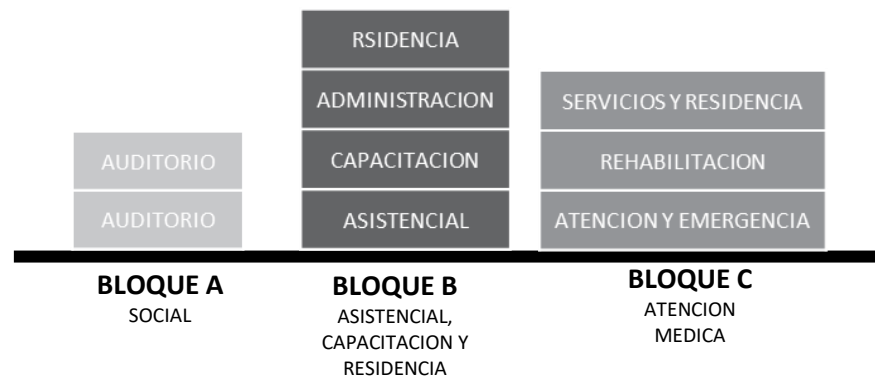 RSIDENCIA
ADMINISTRACION
CAPACITACION
ASISTENCIAL
AUDITORIO
AUDITORIO
SERVICIOS Y RESIDENCIA
REHABILITACION
ATENCION Y EMERGENCIA
BLOQUE A
SOCIAL
BLOQUE B
ASISTENCIAL,
CAPACITACION Y
RESIDENCIA
BLOQUE C
ATENCION
MEDICA